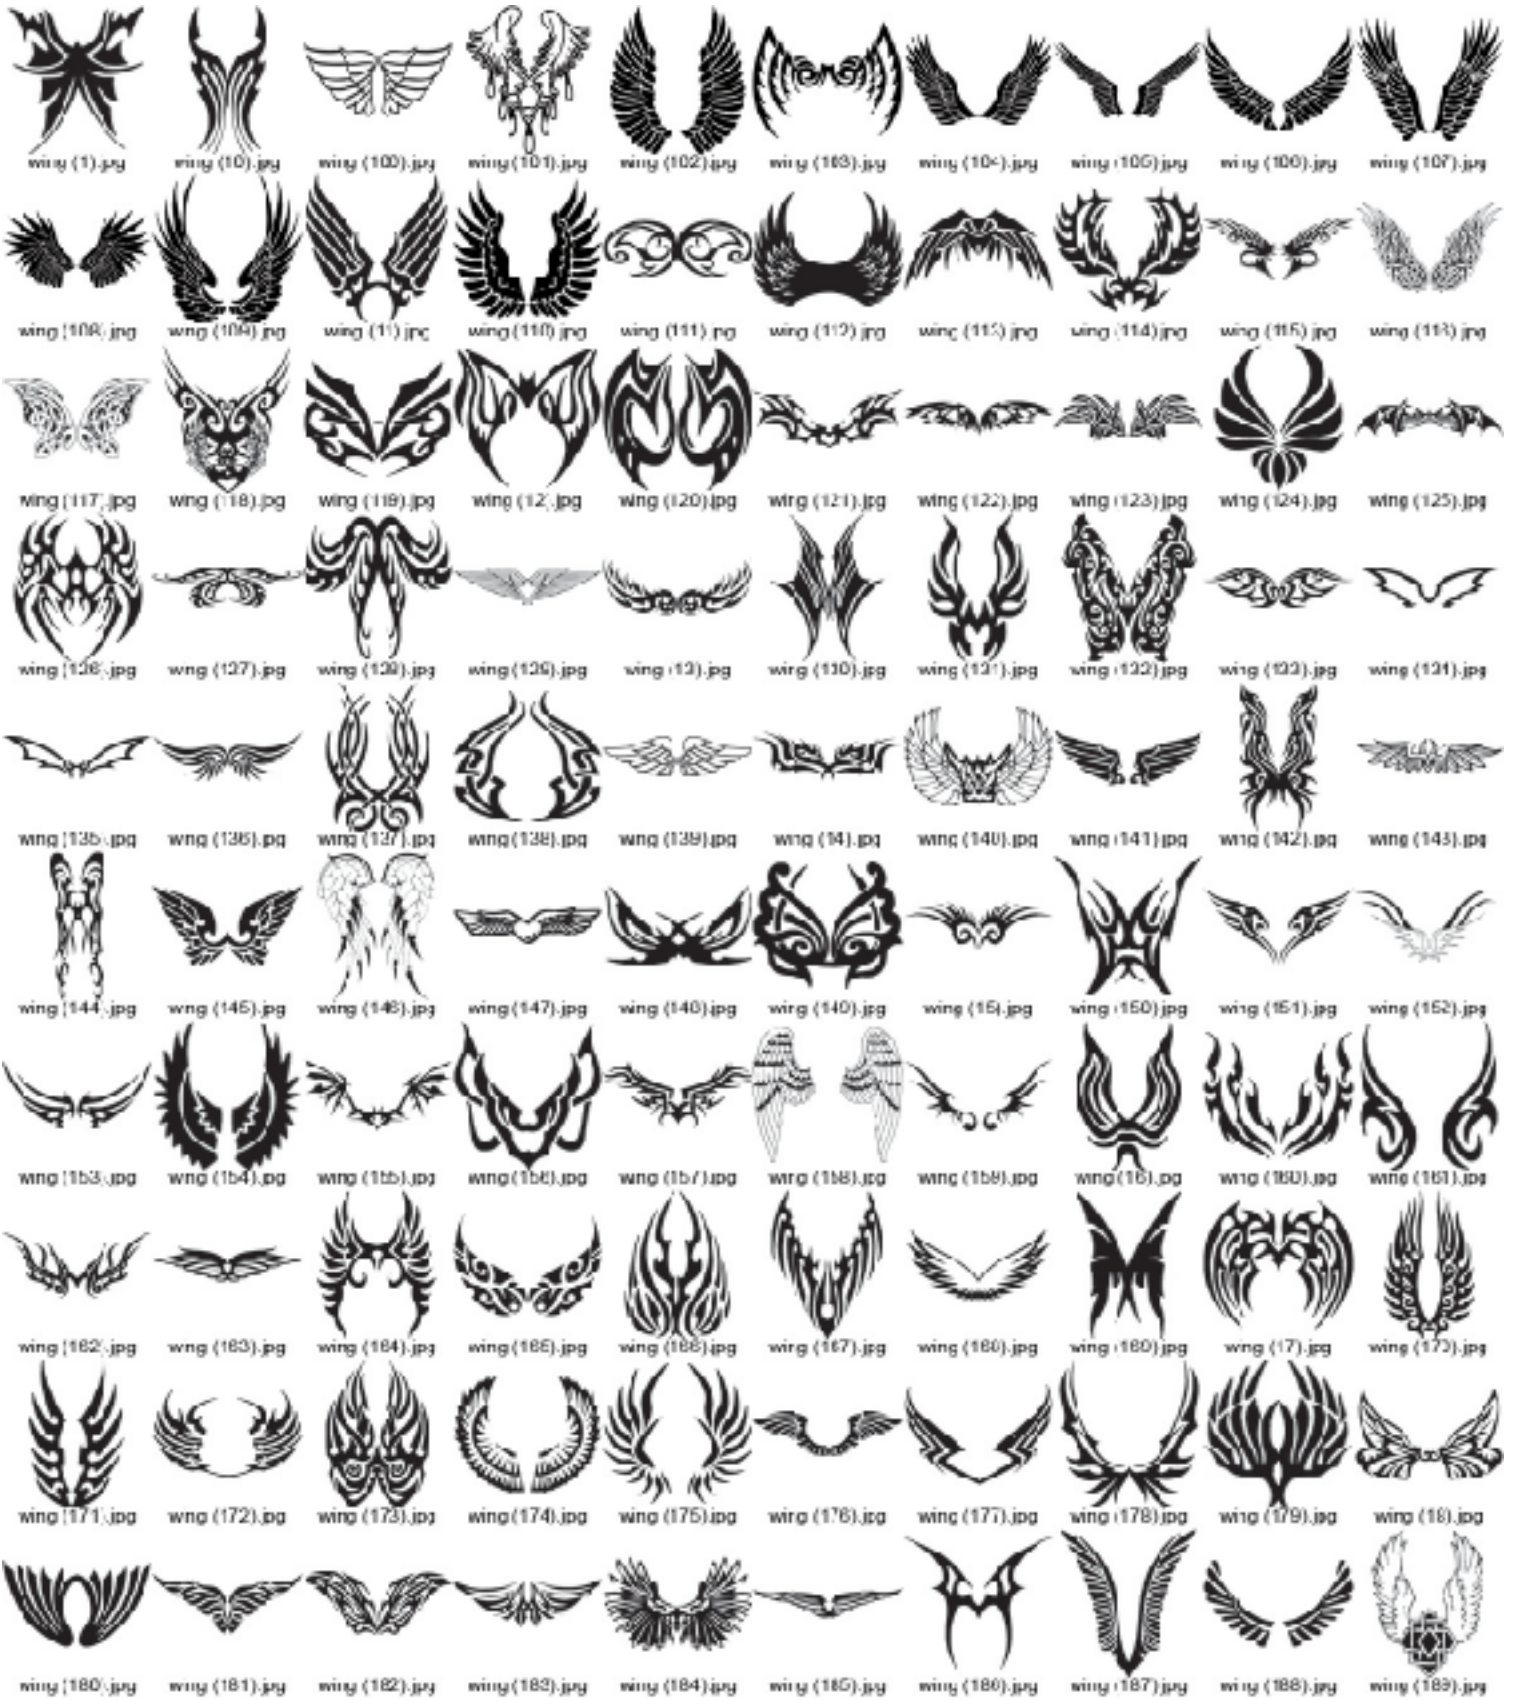 wing (1).jpg wing (10).jpg wing (100).jpg wing (101).jpg wing (102).jpg wing (103).jpg wing (104).jpg wing (105).jpg wing (106).jpg wing (107).jpg
wing (108).jpg wing (109).jpg wing (11).jpg wing (110).jpg wing (111).jpg wing (112).jpg wing (113).jpg wing (114).jpg wing (115).jpg wing (116).jpg
wing (117).jpg wing (118).jpg wing (119).jpg wing (12).jpg wing (120).jpg wing (121).jpg wing (122).jpg wing (123).jpg wing (124).jpg wing (125).jpg
wing (126).jpg wing (127).jpg wing (128).jpg wing (129).jpg wing (13).jpg wing (130).jpg wing (131).jpg wing (132).jpg wing (133).jpg wing (134).jpg
wing (135).jpg wing (136).jpg wing (137).jpg wing (138).jpg wing (139).jpg wing (14).jpg wing (140).jpg wing (141).jpg wing (142).jpg wing (143).jpg
wing (144).jpg wing (145).jpg wing (146).jpg wing (147).jpg wing (148).jpg wing (149).jpg wing (15).jpg wing (150).jpg wing (151).jpg wing (152).jpg
wing (153).jpg wing (154).jpg wing (155).jpg wing (156).jpg wing (157).jpg wing (158).jpg wing (159).jpg wing (16).jpg wing (160).jpg wing (161).jpg
wing (162).jpg wing (163).jpg wing (164).jpg wing (165).jpg wing (166).jpg wing (167).jpg wing (168).jpg wing (169).jpg wing (17).jpg wing (170).jpg
wing (171).jpg wing (172).jpg wing (173).jpg wing (174).jpg wing (175).jpg wing (176).jpg wing (177).jpg wing (178).jpg wing (179).jpg wing (18).jpg
wing (180).jpg wing (181).jpg wing (182).jpg wing (183).jpg wing (184).jpg wing (185).jpg wing (186).jpg wing (187).jpg wing (188).jpg wing (189).jpg